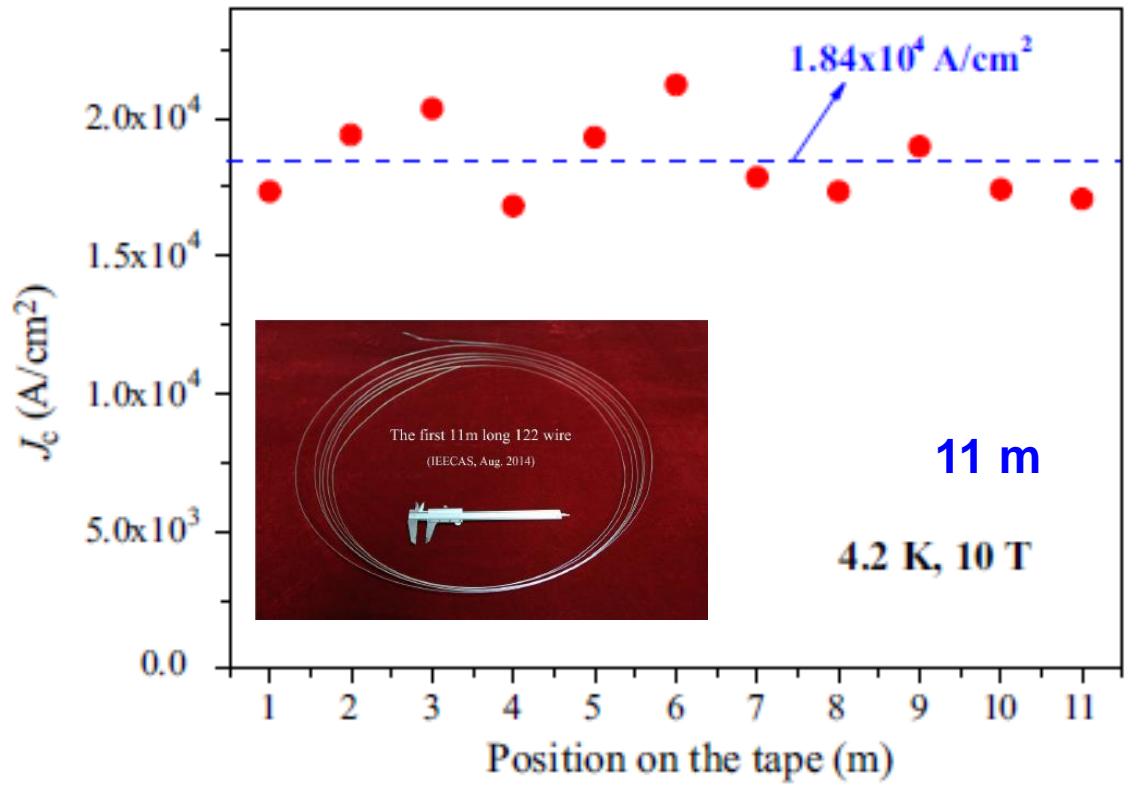 1.84x10⁴ A/cm²
2.0x10⁴
1.5x10⁴
1.0x10⁴
5.0x10³
0.0
J_c (A/cm²)
The first 11m long 122 wire
(IEECAS, Aug. 2014)
11 m
4.2 K, 10 T
1 2 3 4 5 6 7 8 9 10 11
Position on the tape (m)